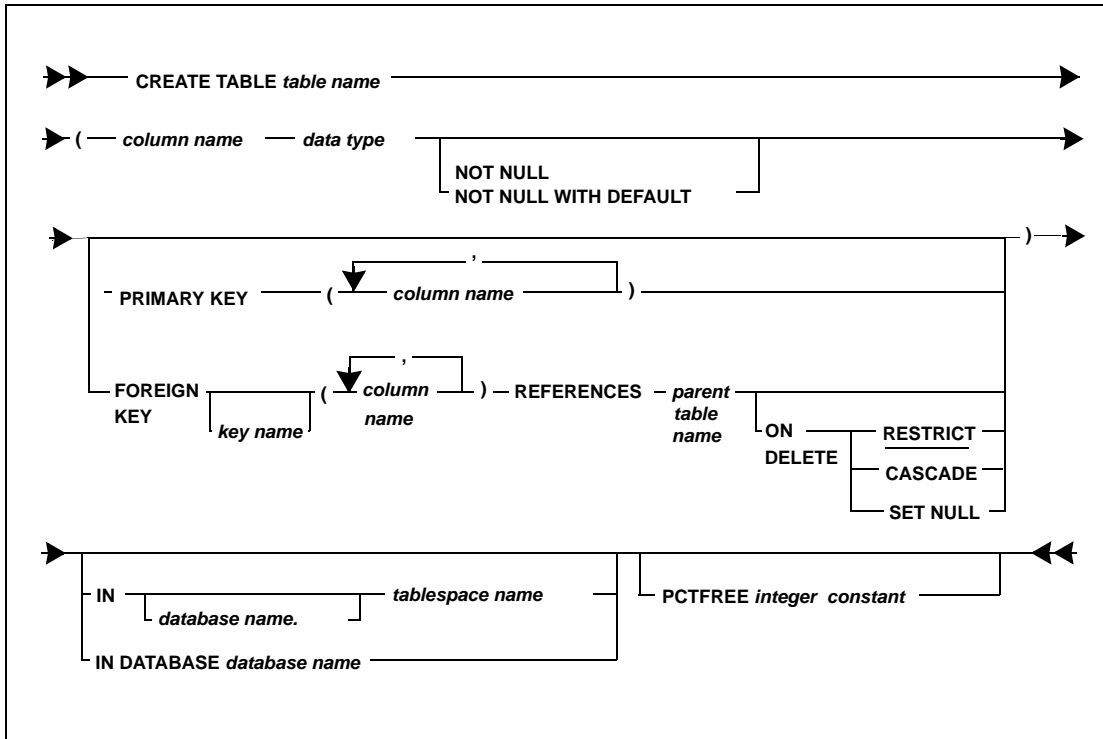 CREATE TABLE table name
( column name data type
NOT NULL
NOT NULL WITH DEFAULT
)
,
PRIMARY KEY ( column name )
,
FOREIGN KEY key name ( column name ) REFERENCES parent table name ON DELETE RESTRICT
CASCADE
SET NULL
IN database name. tablespace name PCTFREE integer constant
IN DATABASE database name